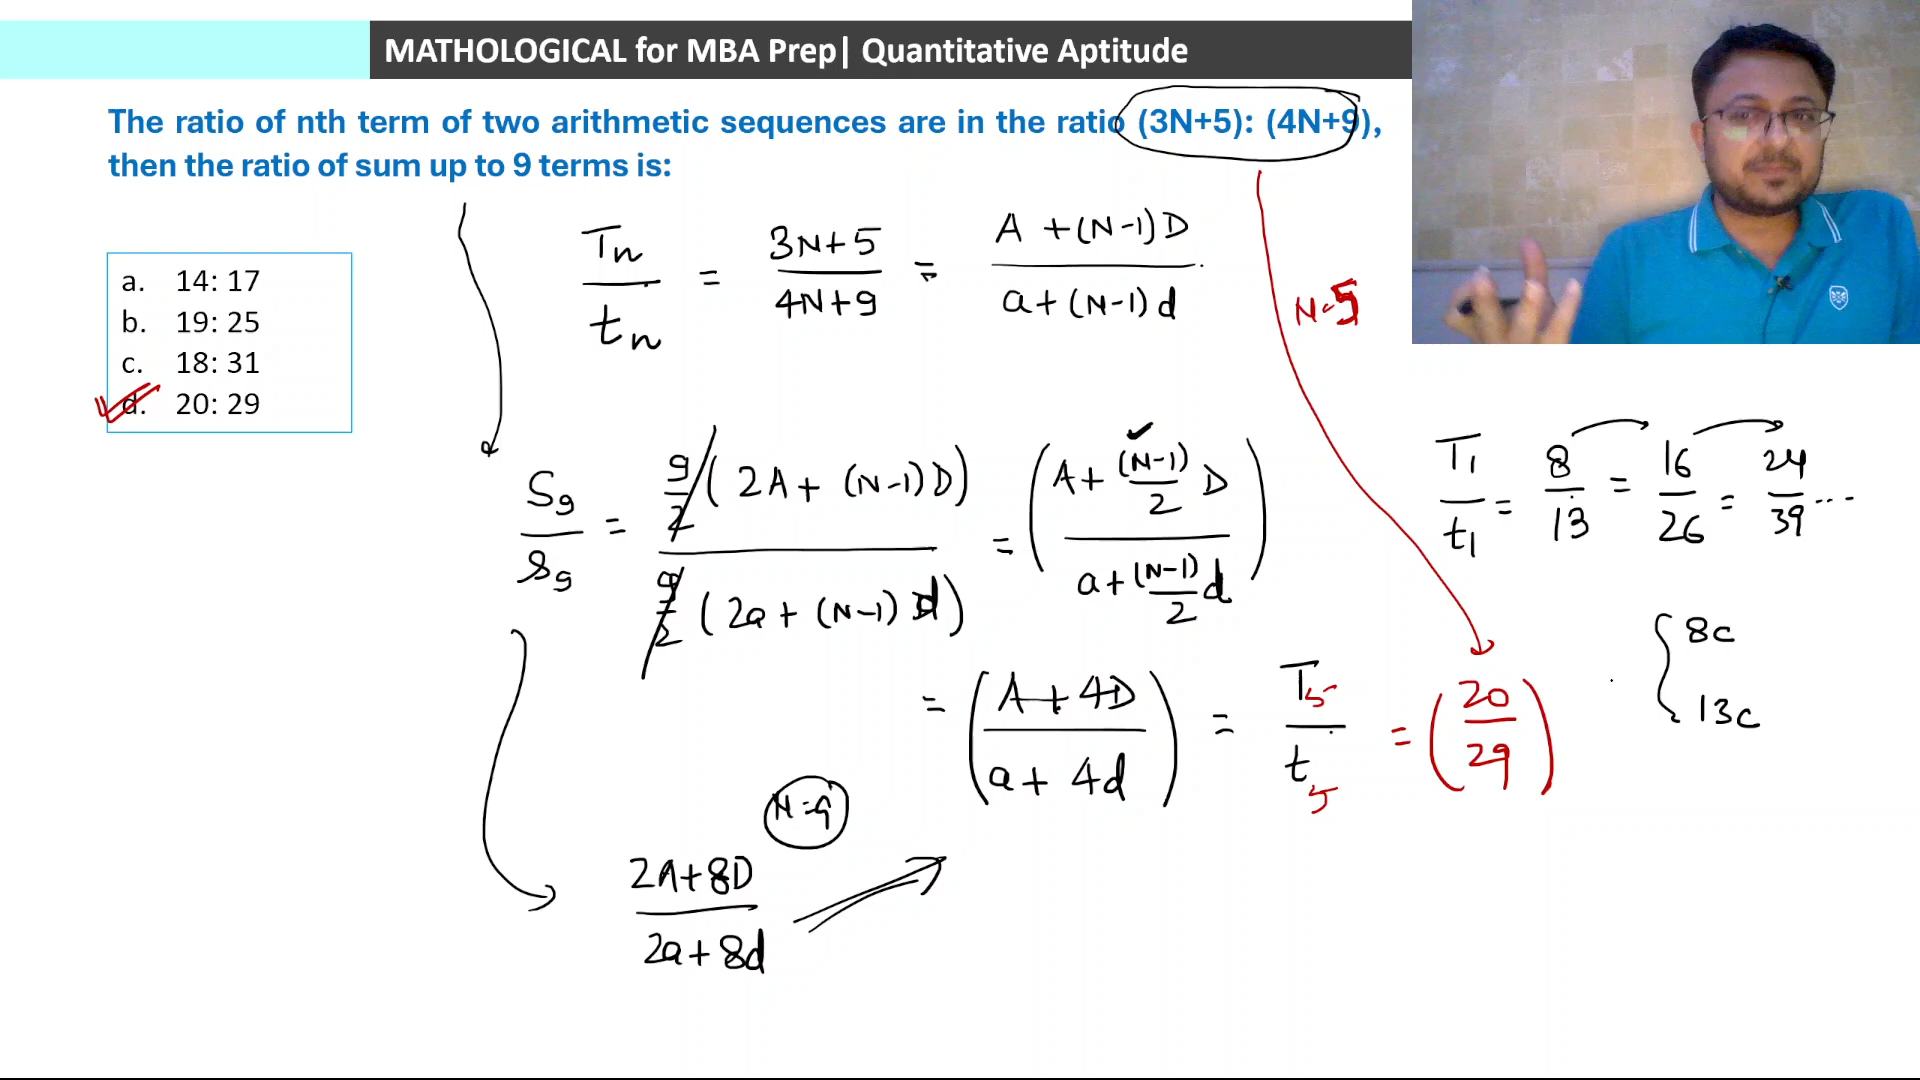 MATHOLOGICAL for MBA Prep| Quantitative Aptitude
The ratio of nth term of two arithmetic sequences are in the ratio (3N+5): (4N+9),
then the ratio of sum up to 9 terms is:
a. 14: 17
b. 19: 25
c. 18: 31
d. 20: 29
Tn/tn = 3N+5/4N+9 = A +(N-1)D/a+(N-1)d
N=5
S9/s9 = 9/2(2A+(N-1)D)/9/2(2a+(N-1)d) = (A+(N-1)/2 D/a+(N-1)/2 d)
T1/t1 = 8/13 = 16/26 = 24/39 ...
8c
13c
= (A+4D/a+4d) = T5/t5 = (20/29)
N=9
2A+8D/2a+8d